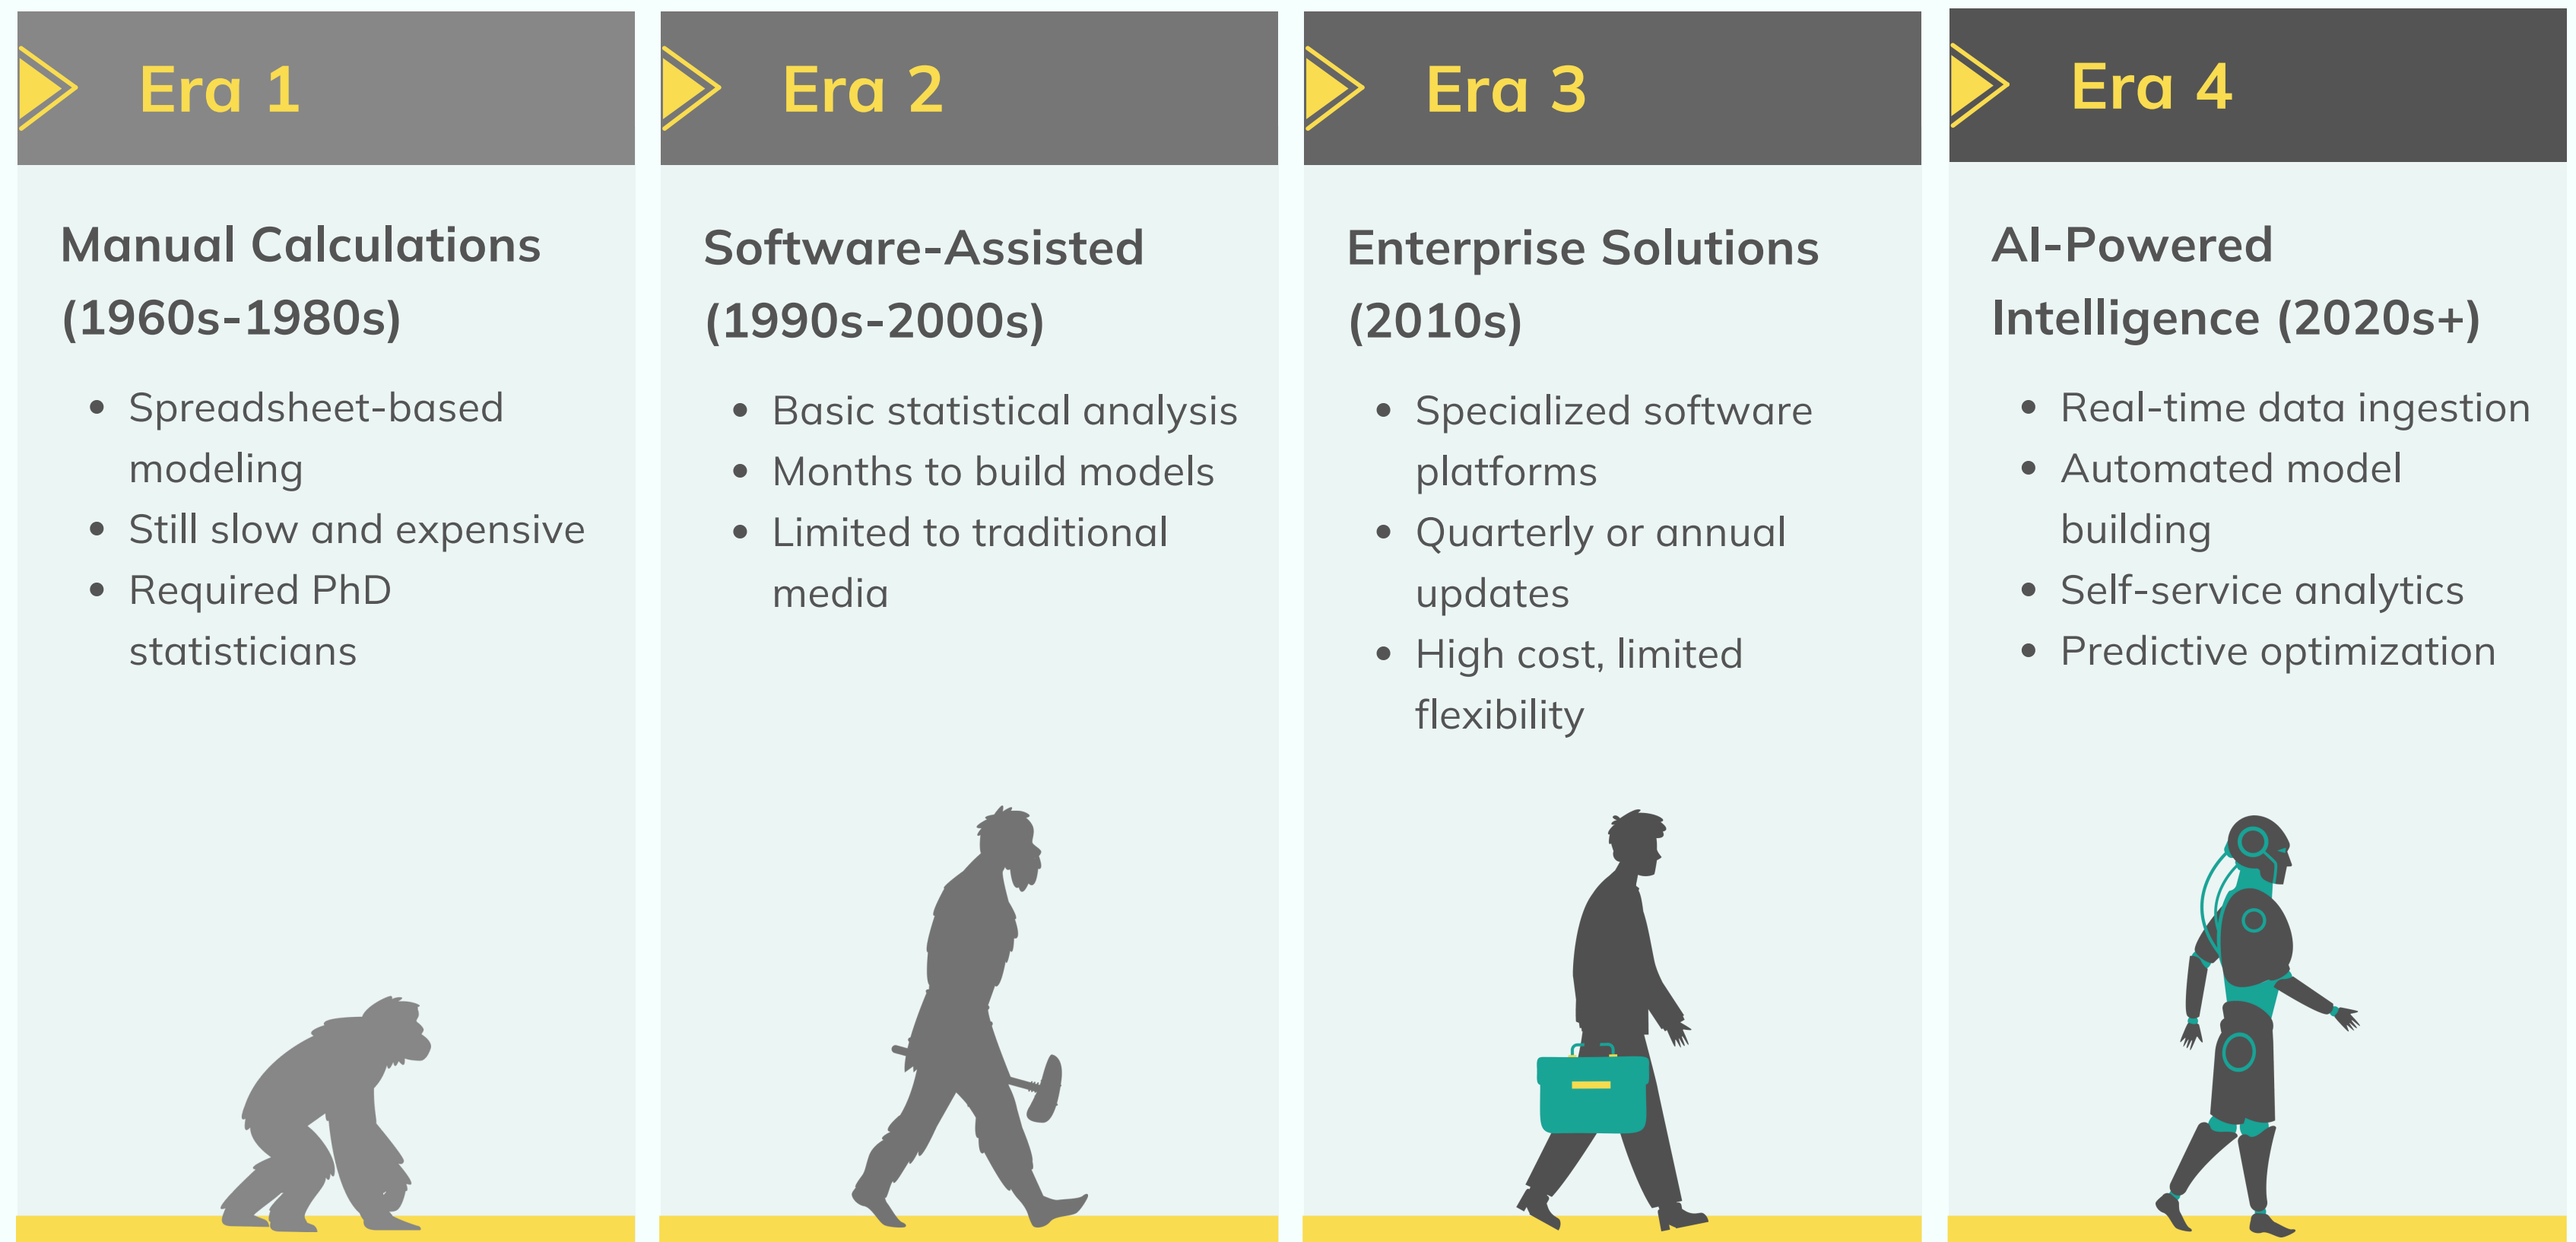 Era 1
Manual Calculations
(1960s-1980s)
• Spreadsheet-based
modeling
• Still slow and expensive
• Required PhD
statisticians
Era 2
Software-Assisted
(1990s-2000s)
• Basic statistical analysis
• Months to build models
• Limited to traditional
media
Era 3
Enterprise Solutions
(2010s)
• Specialized software
platforms
• Quarterly or annual
updates
• High cost, limited
flexibility
Era 4
AI-Powered
Intelligence (2020s+)
• Real-time data ingestion
• Automated model
building
• Self-service analytics
• Predictive optimization